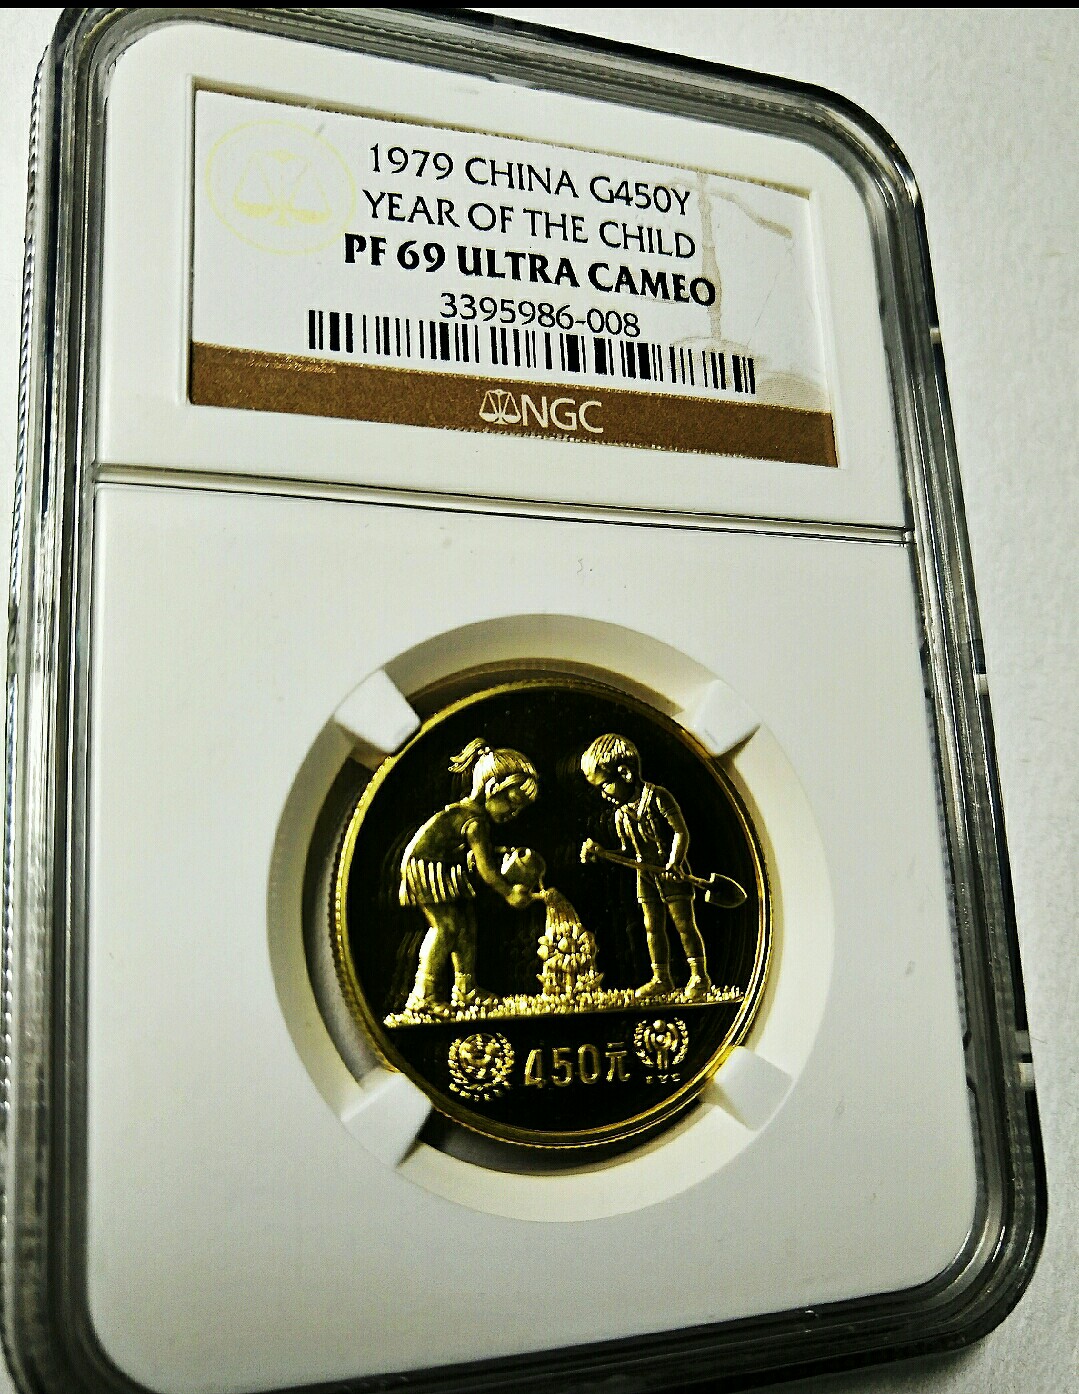 1979 CHINA G450Y
YEAR OF THE CHILD
PF 69 ULTRA CAMEO
3395986-008
NGC
450元